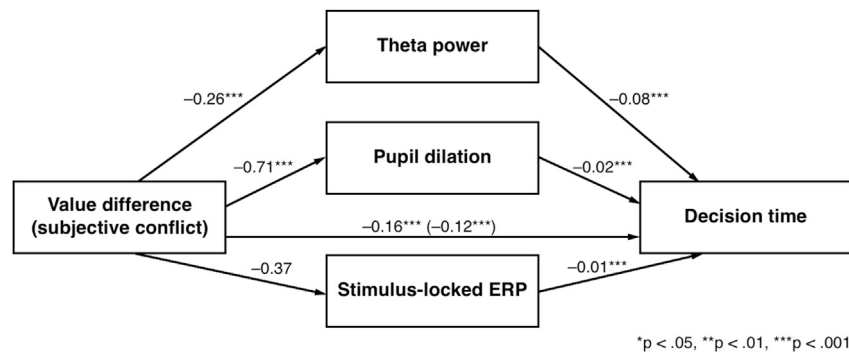 Theta power
–0.26***
–0.08***
Pupil dilation
–0.71***
–0.02***
Value difference
(subjective conflict)
Decision time
–0.16*** (–0.12***)
–0.37
–0.01***
Stimulus-locked ERP
*p < .05, **p < .01, ***p < .001